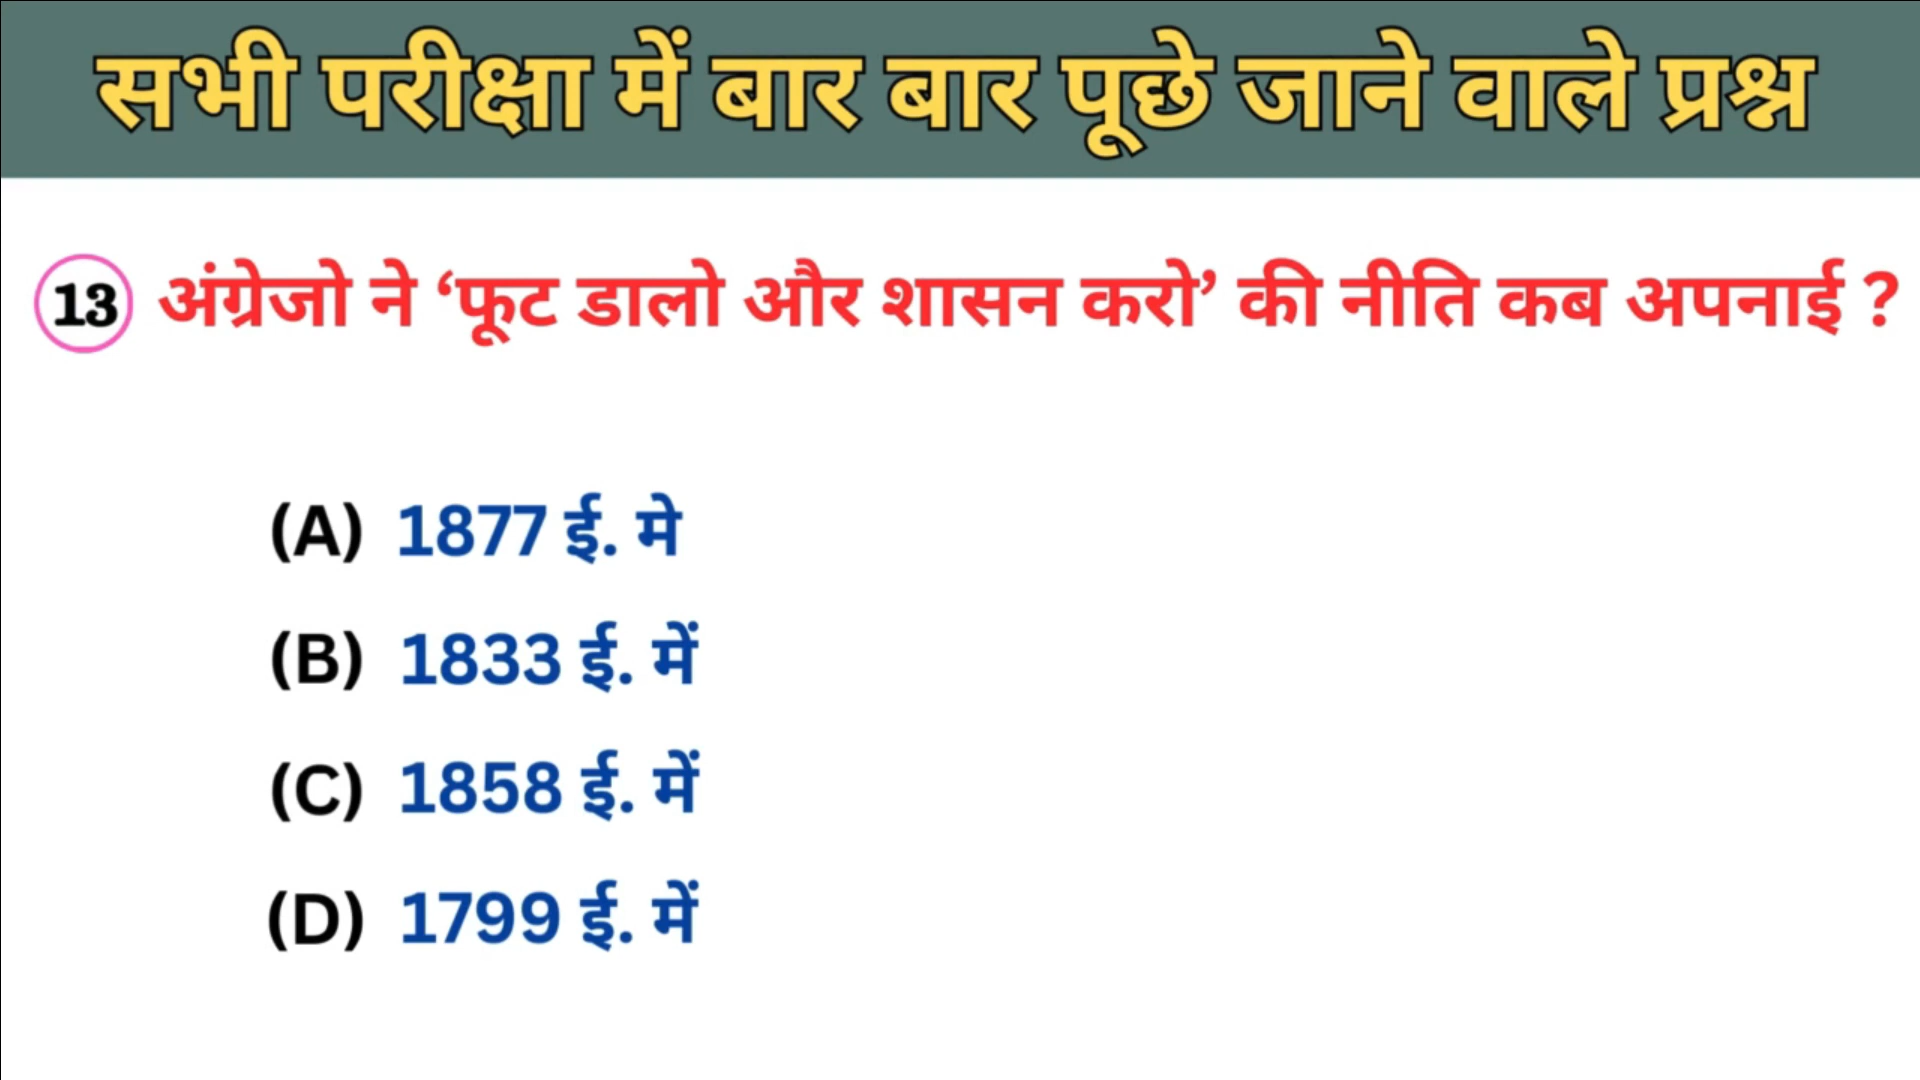 सभी परीक्षा में बार बार पूछे जाने वाले प्रश्न
13 अंग्रेजो ने ‘फूट डालो और शासन करो’ की नीति कब अपनाई ?
(A) 1877 ई. मे
(B) 1833 ई. में
(C) 1858 ई. में
(D) 1799 ई. में